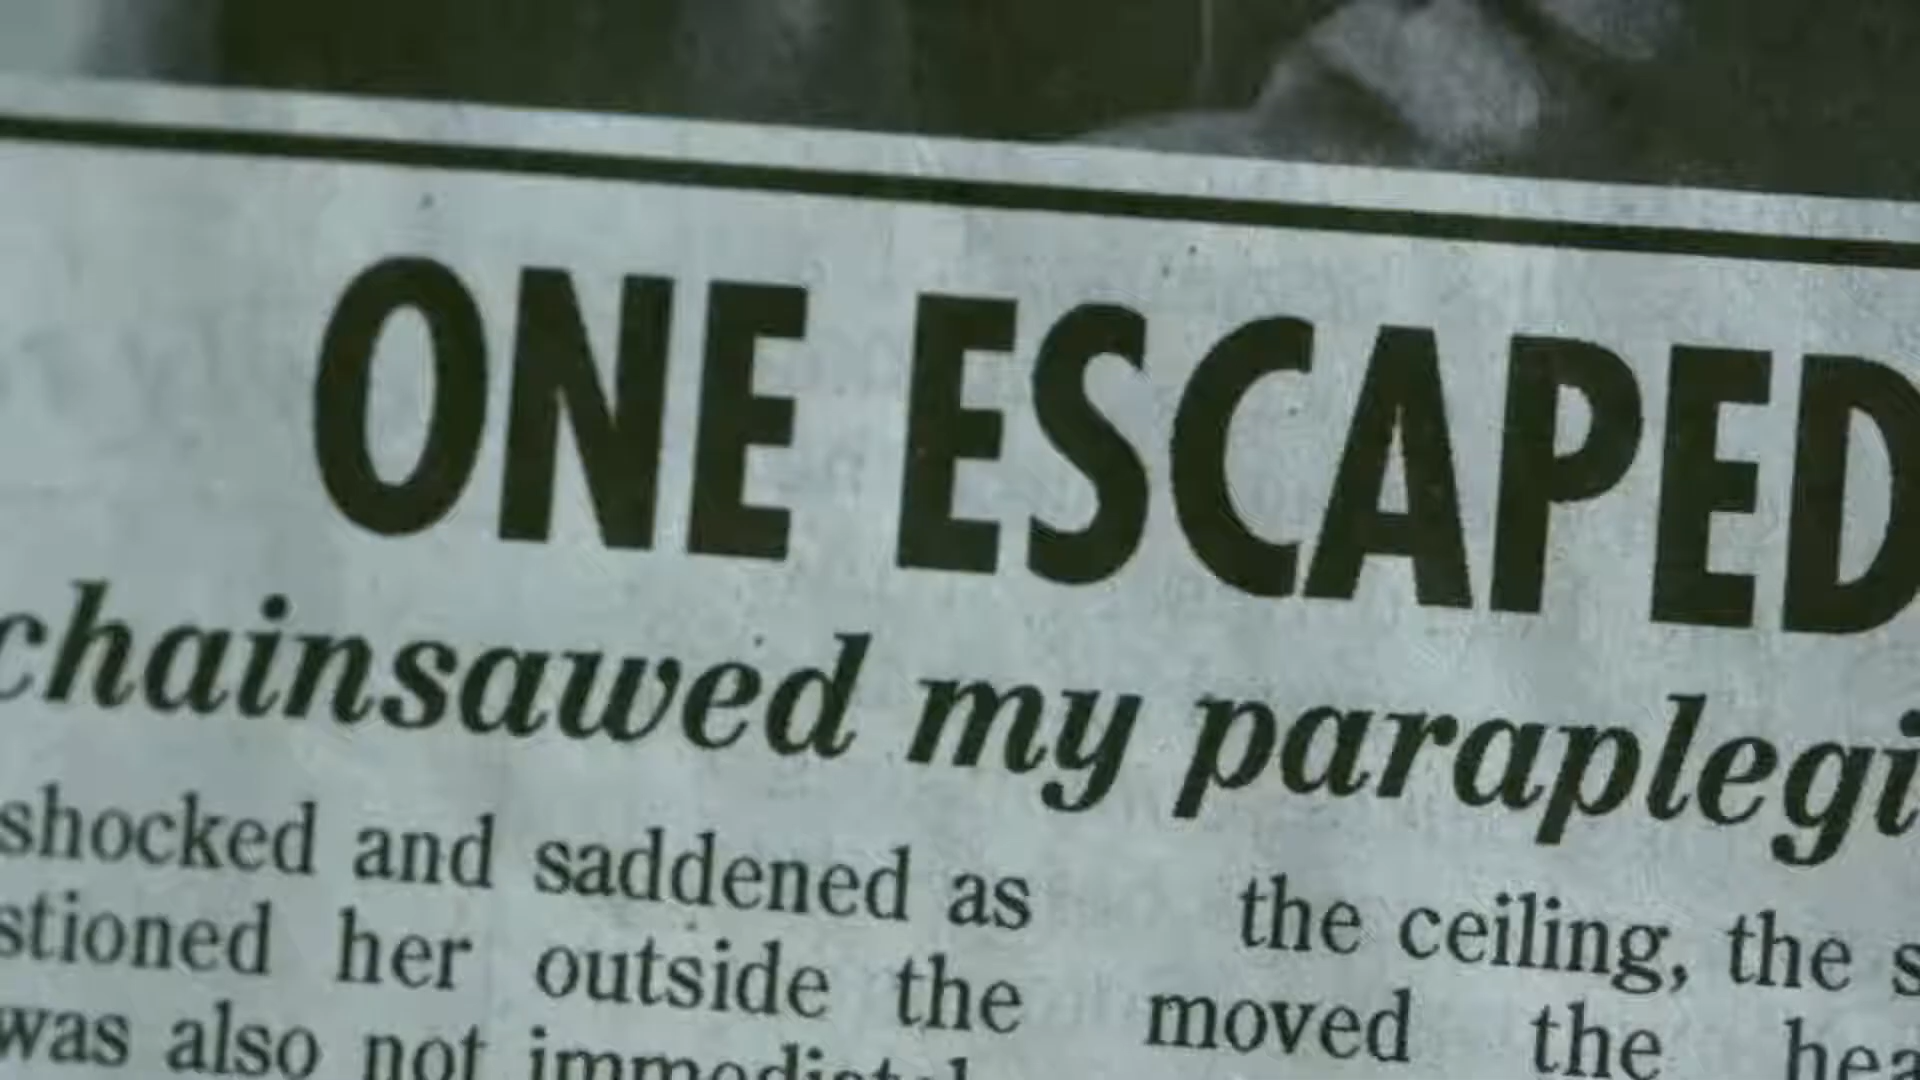 ONE ESCAPED
chainsawed my paraplegi
shocked and saddened as
stioned her outside the
was also not
the ceiling, the s
moved the hea